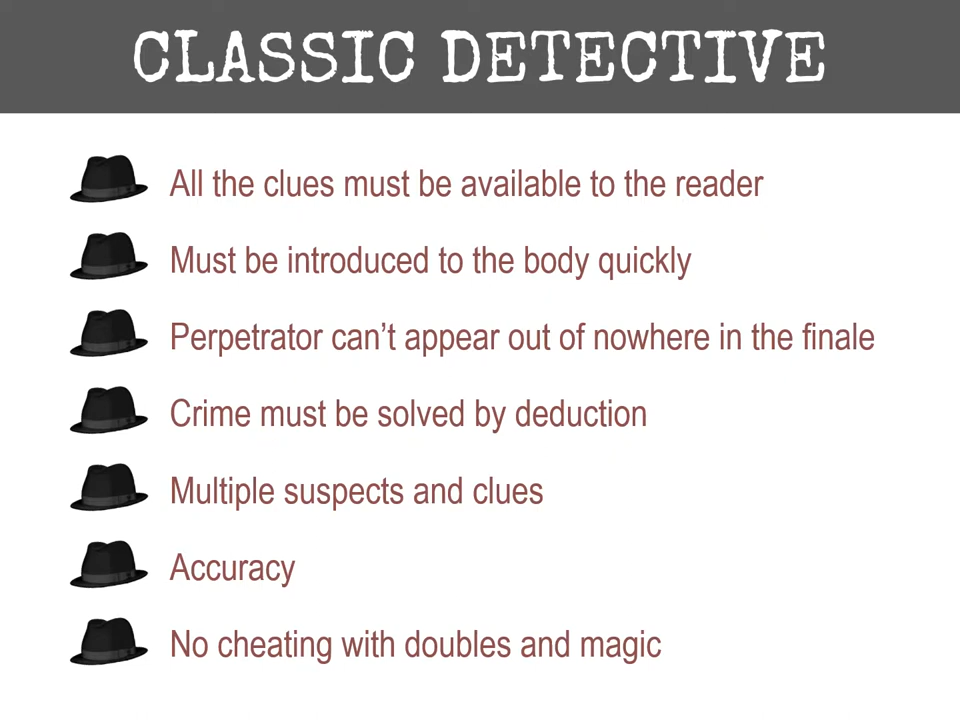 CLASSIC DETECTIVE
All the clues must be available to the reader
Must be introduced to the body quickly
Perpetrator can’t appear out of nowhere in the finale
Crime must be solved by deduction
Multiple suspects and clues
Accuracy
No cheating with doubles and magic